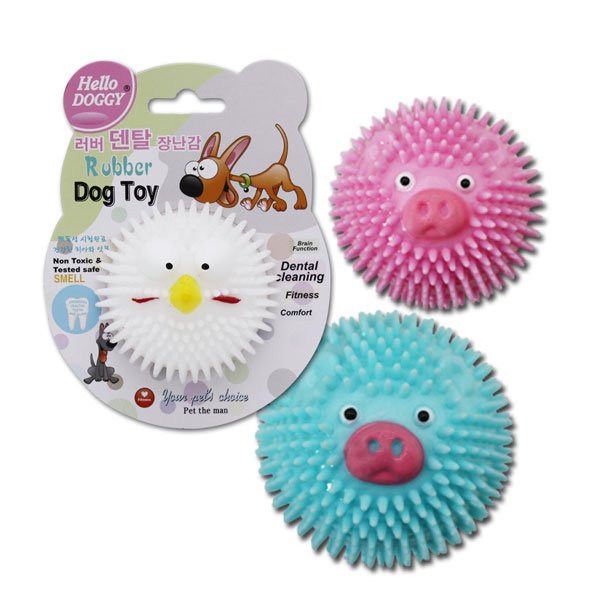 Hello
DOGGY®
러버 덴탈 장난감
Rubber
Dog Toy
Non Toxic &
Tested safe
SMELL
Brain
Function
Dental
cleaning
Fitness
Comfort
Your pet's choice
Pet the man